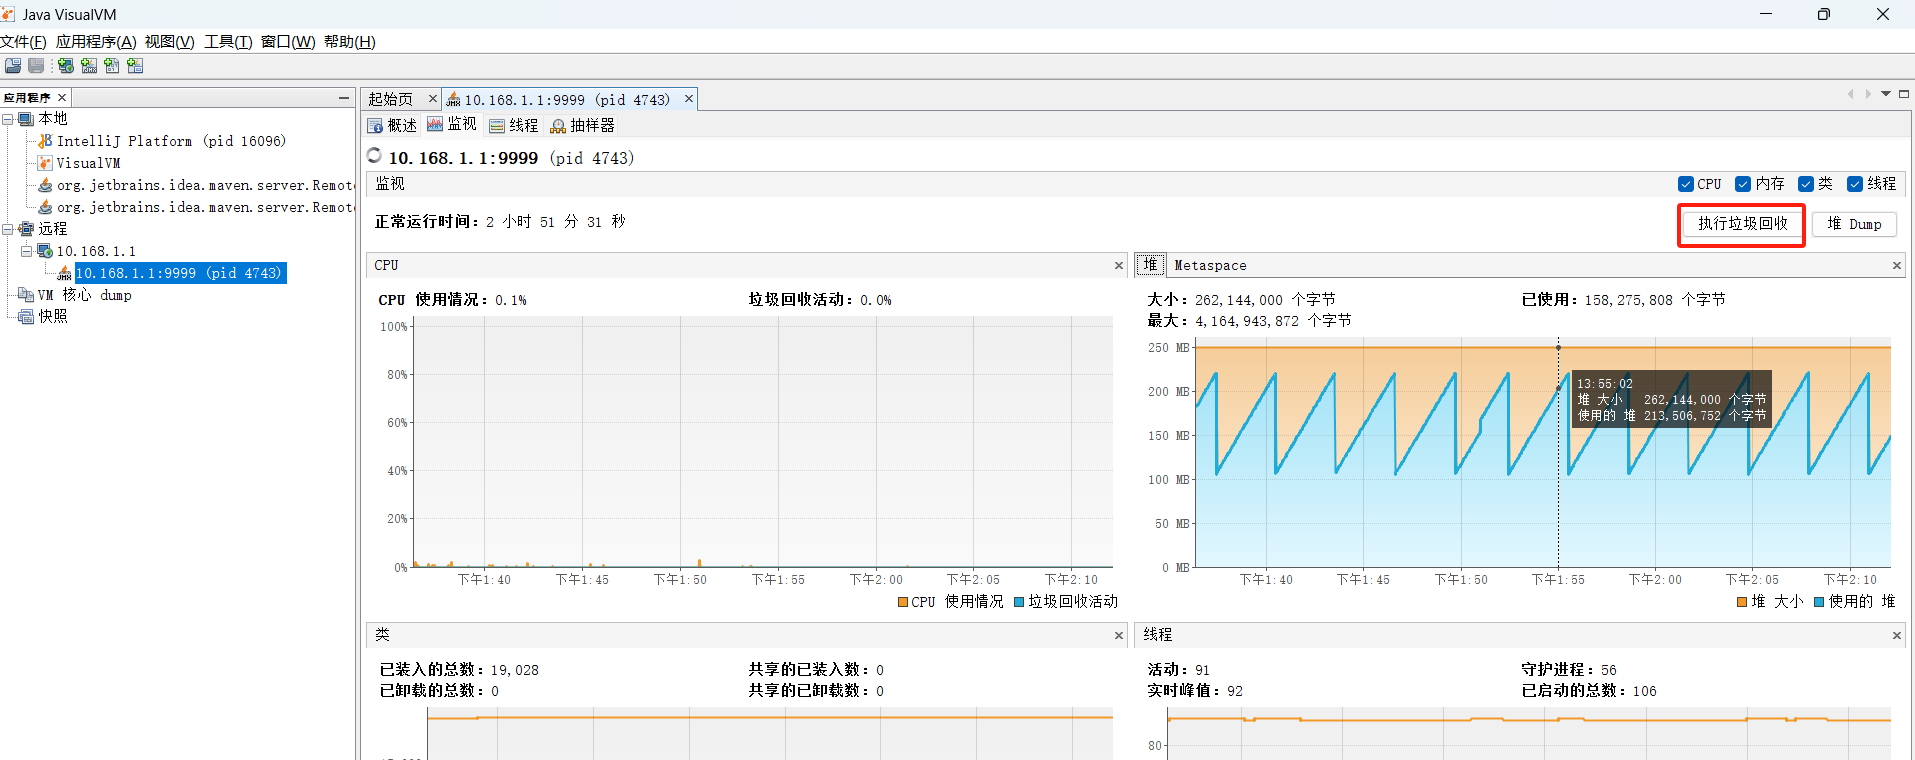 Java VisualVM
文件(F) 应用程序(A) 视图(V) 工具(T) 窗口(W) 帮助(H)
应用程序
本地
IntelliJ Platform (pid 16096)
VisualVM
org.jetbrains.idea.maven.server.Remote
org.jetbrains.idea.maven.server.Remote
远程
10.168.1.1
10.168.1.1:9999 (pid 4743)
VM 核心 dump
快照
起始页 10.168.1.1:9999 (pid 4743)
概述 监视 线程 抽样器
10.168.1.1:9999 (pid 4743)
监视 CPU 内存 类 线程
正常运行时间: 2 小时 51 分 31 秒
执行垃圾回收 堆 Dump
CPU
CPU 使用情况: 0.1% 垃圾回收活动: 0.0%
100%
80%
60%
40%
20%
0%
下午1:40 下午1:45 下午1:50 下午1:55 下午2:00 下午2:05 下午2:10
CPU 使用情况 垃圾回收活动
堆 Metaspace
大小: 262,144,000 个字节 已使用: 158,275,808 个字节
最大: 4,164,943,872 个字节
250 MB
200 MB
150 MB
100 MB
50 MB
0 MB
13:55:02
堆 大小 262,144,000 个字节
使用的 堆 213,506,752 个字节
下午1:40 下午1:45 下午1:50 下午1:55 下午2:00 下午2:05 下午2:10
堆 大小 使用的 堆
类
已装入的总数: 19,028 共享的已装入数: 0
已卸载的总数: 0 共享的已卸载数: 0
线程
活动: 91 守护进程: 56
实时峰值: 92 已启动的总数: 106
80